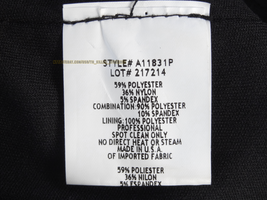 STYLE# A11831P
LOT# 217214
59% POLYESTER
36% NYLON
5% SPANDEX
COMBINATION: 90% POLYESTER
10% SPANDEX
LINING: 100% POLYESTER
PROFESSIONAL
SPOT CLEAN ONLY
NO DIRECT HEAT OR STEAM
MADE IN U.S.A.
OF IMPORTED FABRIC
59% POLIESTER
36% NILON
5% ESPANDEX